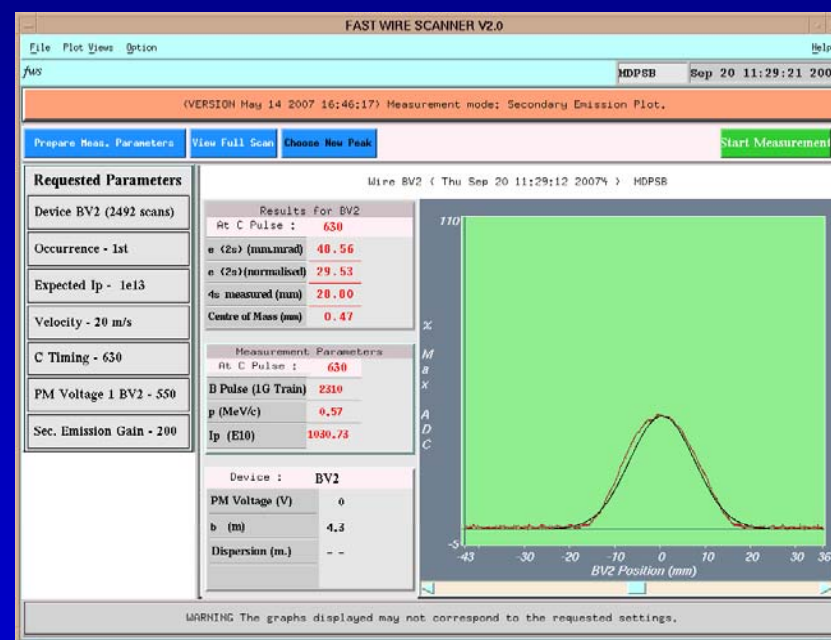 FAST WIRE SCANNER V2.0
File Plot Views Option Help
fws MDPSB Sep 20 11:29:21 200
(VERSION May 14 2007 16:46:17) Measurement mode: Secondary Emission Plot.
Prepare Meas. Parameters View Full Scan Choose New Peak Start Measurement
Requested Parameters
Device BV2 (2492 scans)
Occurrence - 1st
Expected Ip - 1e13
Velocity - 20 m/s
C Timing - 630
PM Voltage 1 BV2 - 550
Sec. Emission Gain - 200
Wire BV2 ( Thu Sep 20 11:29:12 2007% ) MDPSB
Results for BV2
At C Pulse : 630
e (2s) (mm.mrad) 48.56
e (2s)(normalised) 29.53
4s measured (mm) 28.80
Centre of Mass (mm) 0.47
Measurement Parameters
At C Pulse : 630
B Pulse (1G Train) 2310
p (MeV/c) 0.57
Ip (E10) 1030.73
Device : BV2
PM Voltage (V) 0
b (m) 4.3
Dispersion (m.) - -
110
% Max ADC
-5
-43 -30 -20 -10 0 10 20 30 36
BV2 Position (mm)
WARNING The graphs displayed may not correspond to the requested settings.